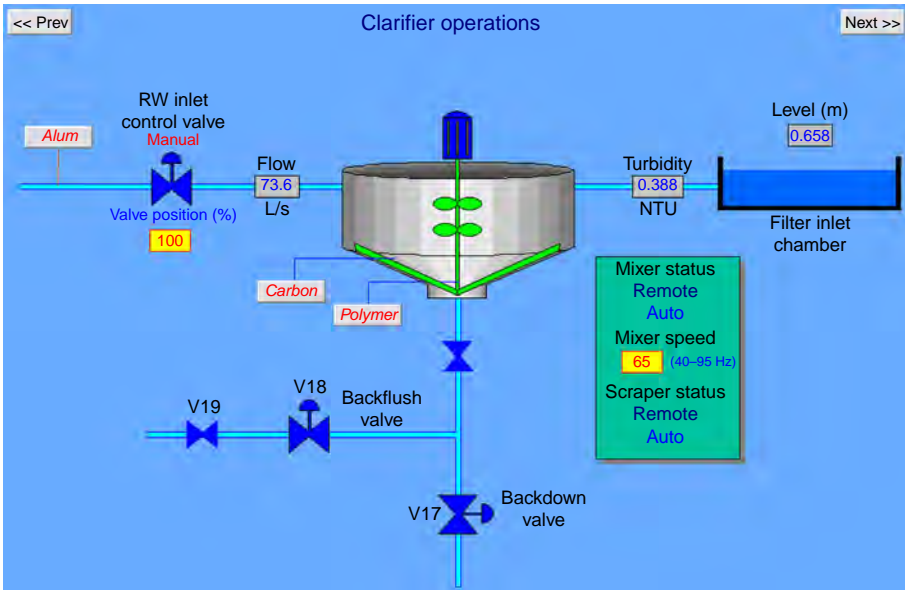 << Prev
Clarifier operations
Next >>
RW inlet
control valve
Manual
Alum
Flow
73.6
L/s
Valve position (%)
100
Turbidity
0.388
NTU
Level (m)
0.658
Filter inlet
chamber
Carbon
Polymer
Mixer status
Remote
Auto
Mixer speed
65 (40–95 Hz)
Scraper status
Remote
Auto
V19
V18
Backflush
valve
V17
Backdown
valve